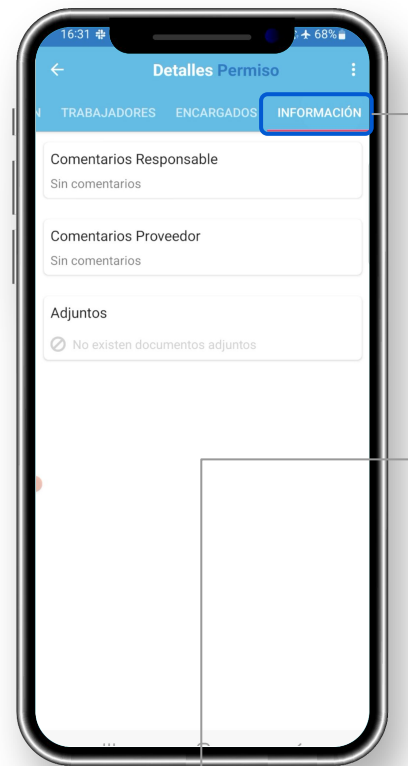 16:31 68%
Detalles Permiso
N TRABAJADORES ENCARGADOS INFORMACIÓN
Comentarios Responsable
Sin comentarios
Comentarios Proveedor
Sin comentarios
Adjuntos
No existen documentos adjuntos